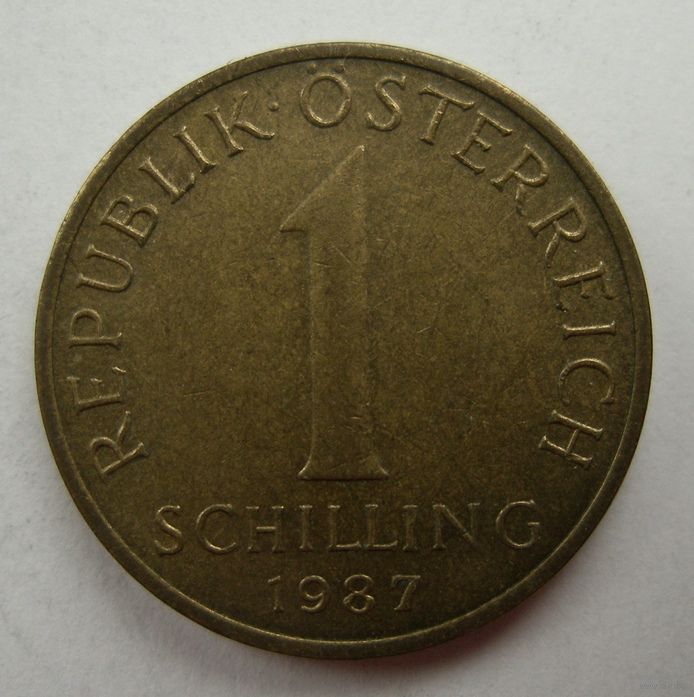 REPUBLIK · ÖSTERREICH
1
SCHILLING
1987